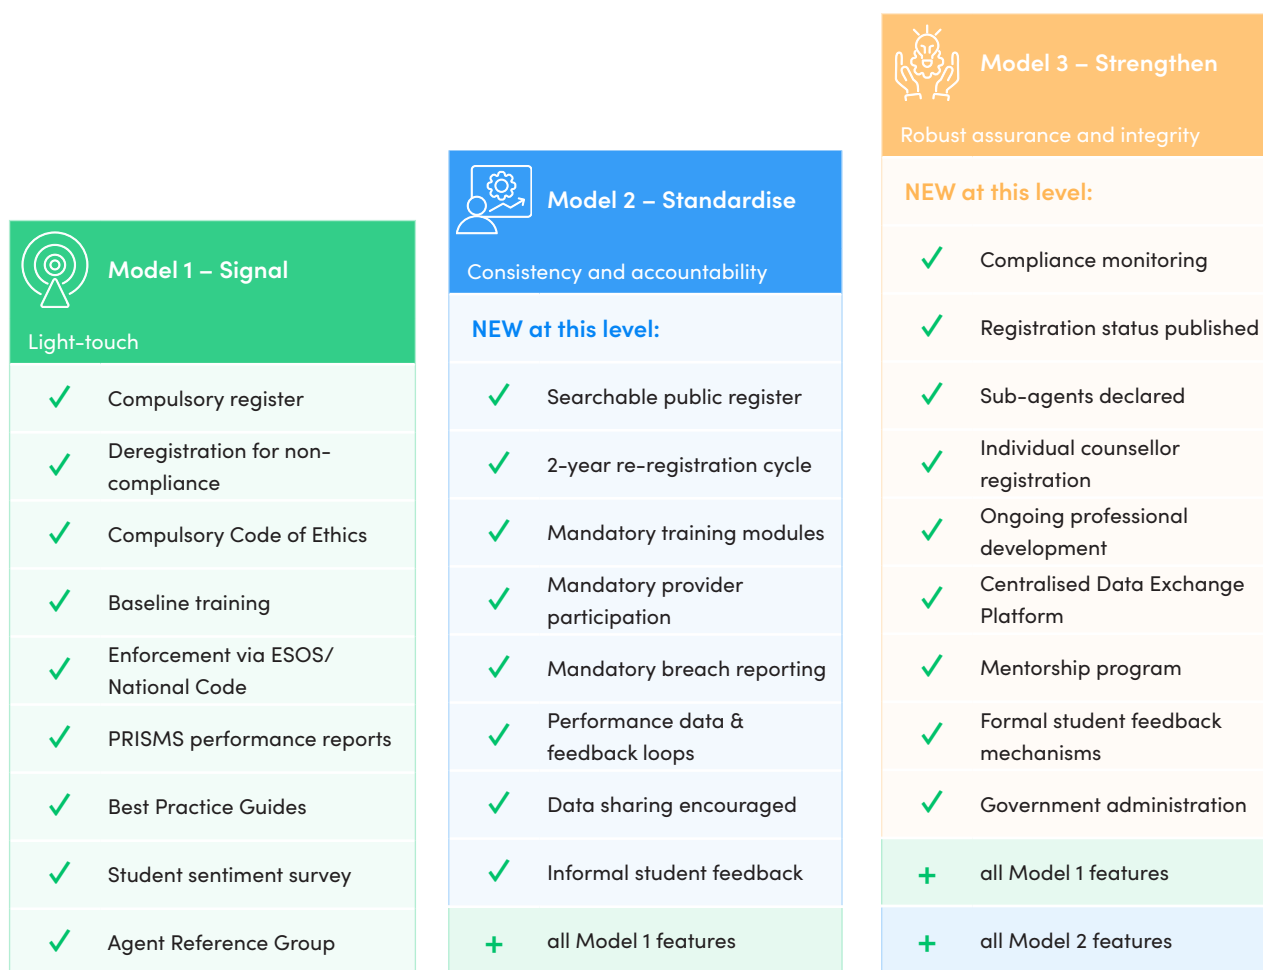 Model 1 – Signal
Light-touch
Compulsory register
Deregistration for non-
compliance
Compulsory Code of Ethics
Baseline training
Enforcement via ESOS/
National Code
PRISMS performance reports
Best Practice Guides
Student sentiment survey
Agent Reference Group
Model 2 – Standardise
Consistency and accountability
NEW at this level:
Searchable public register
2-year re-registration cycle
Mandatory training modules
Mandatory provider
participation
Mandatory breach reporting
Performance data &
feedback loops
Data sharing encouraged
Informal student feedback
+ all Model 1 features
Model 3 – Strengthen
Robust assurance and integrity
NEW at this level:
Compliance monitoring
Registration status published
Sub-agents declared
Individual counsellor
registration
Ongoing professional
development
Centralised Data Exchange
Platform
Mentorship program
Formal student feedback
mechanisms
Government administration
+ all Model 1 features
+ all Model 2 features